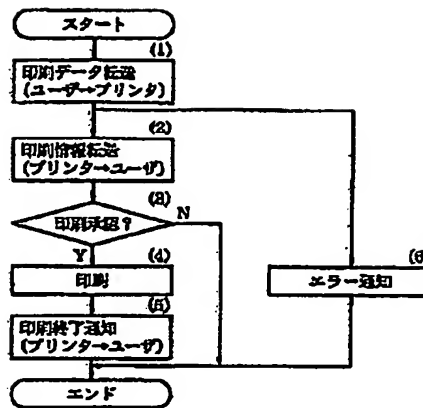 スタート
(1)
印刷データ転送
(ユーザ→プリンタ)
(2)
印刷情報転送
(プリンタ→ユーザ)
(3)
印刷承認?
N
Y
(4)
印刷
(6)
エラー通知
(5)
印刷終了通知
(プリンタ→ユーザ)
エンド